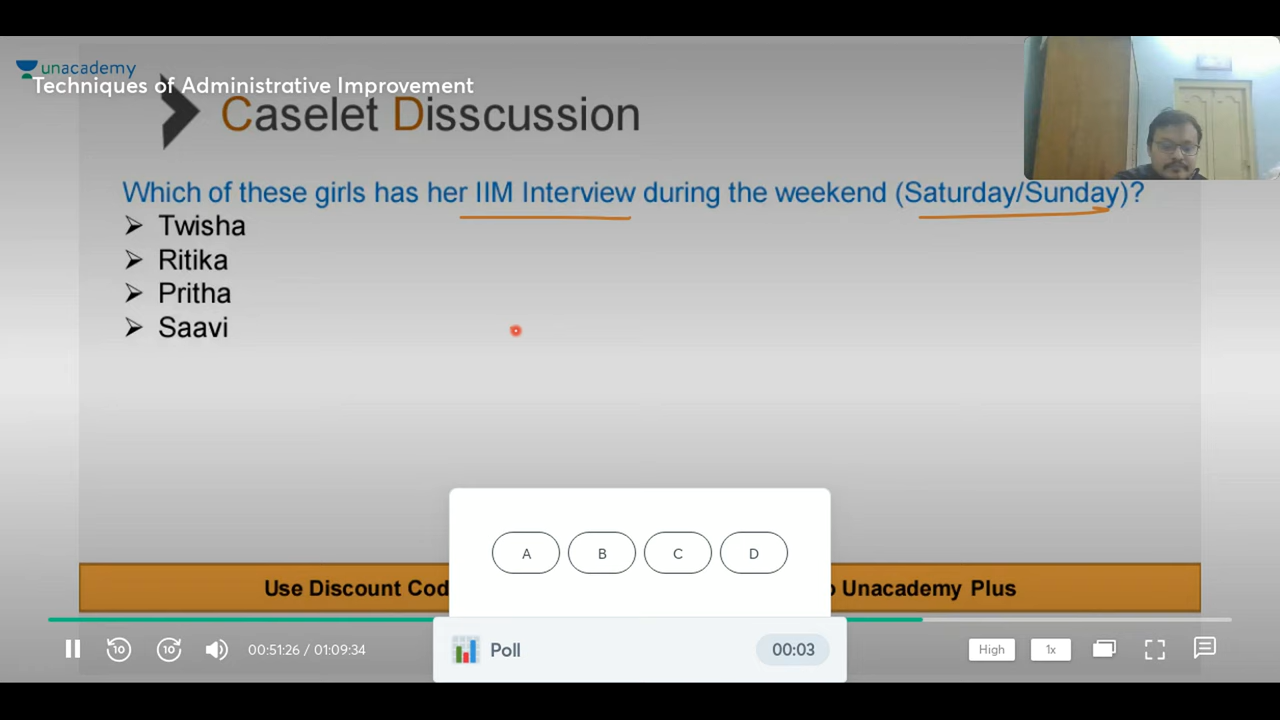 unacademy
Techniques of Administrative Improvement
Caselet Disscussion
Which of these girls has her IIM Interview during the weekend (Saturday/Sunday)?
Twisha
Ritika
Pritha
Saavi
A B C D
Use Discount Cod
Unacademy Plus
10 10 00:51:26 / 01:09:34
Poll 00:03
High 1x